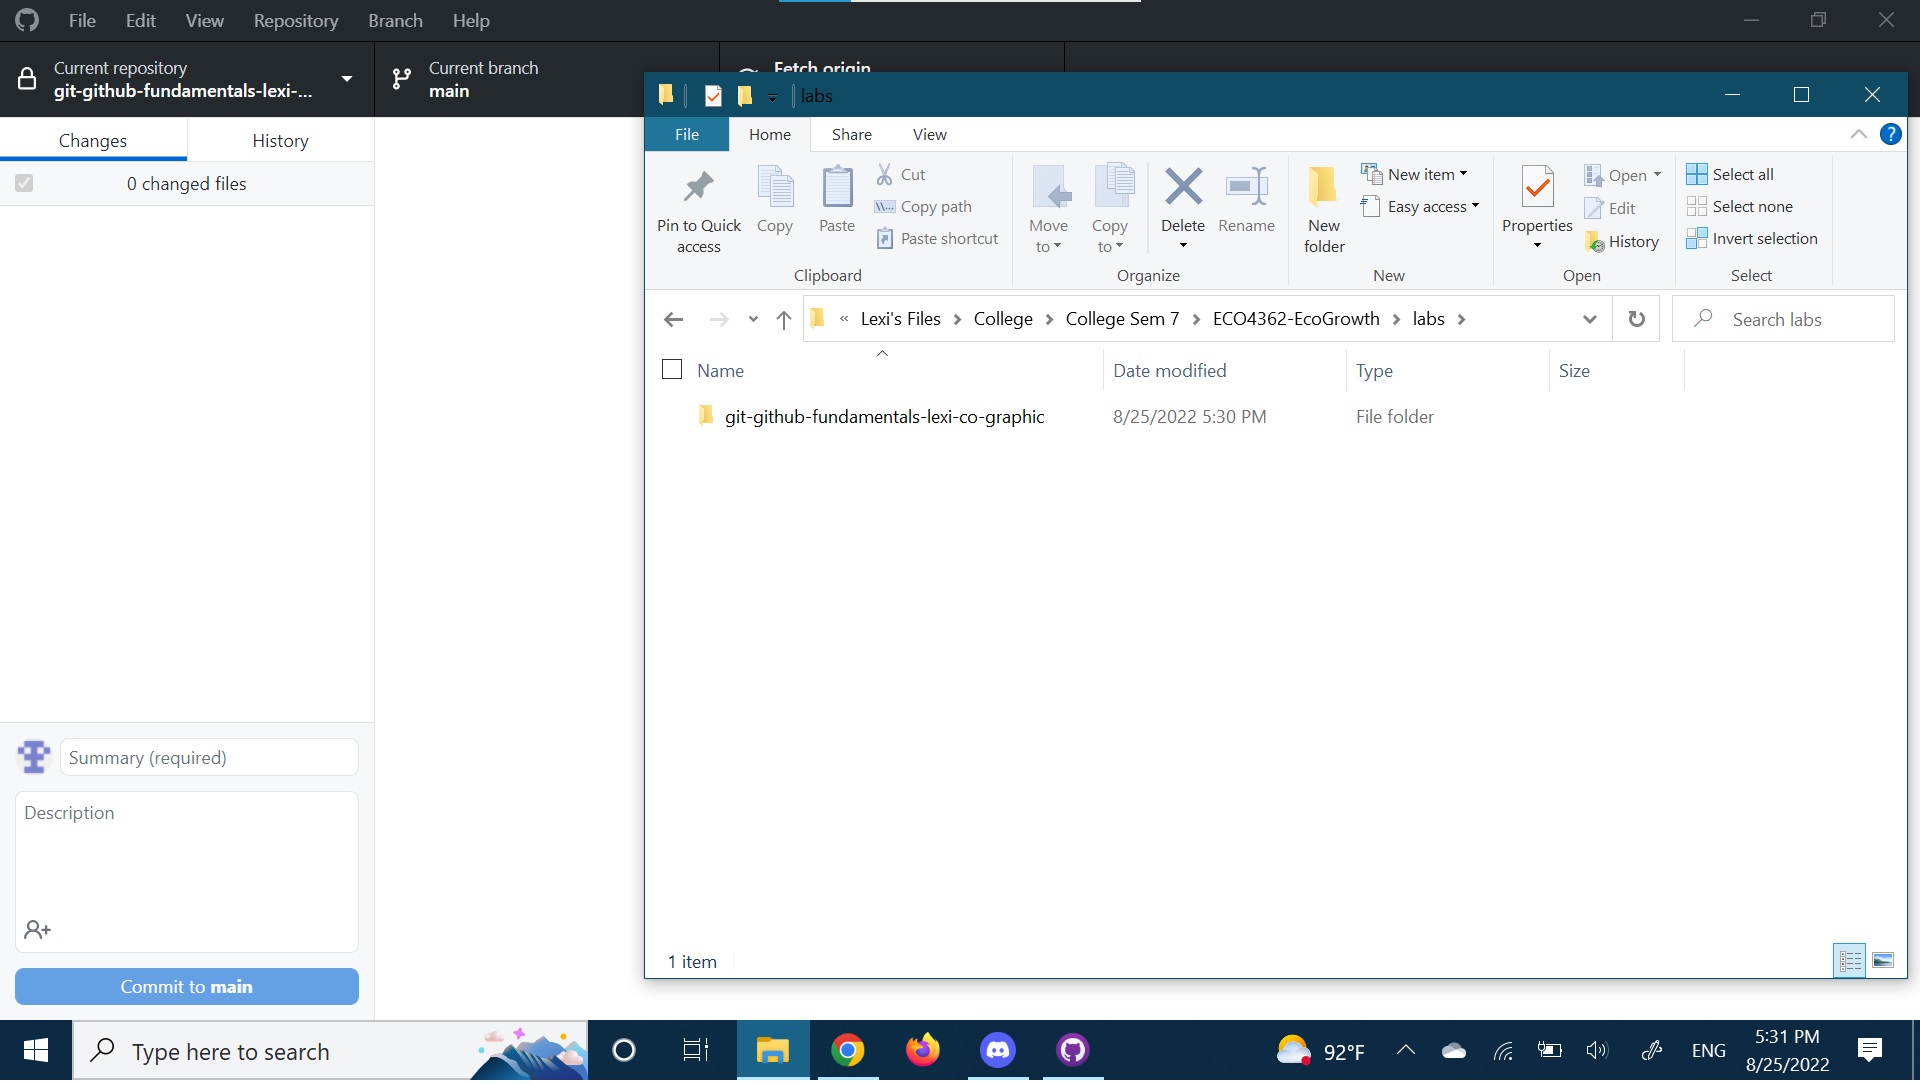 File Edit View Repository Branch Help
Current repository
git-github-fundamentals-lexi-...
Current branch
main
Fetch origin
Changes History
0 changed files
Summary (required)
Description
Commit to main
labs
File Home Share View
Pin to Quick access
Copy
Paste
Cut
Copy path
Paste shortcut
Clipboard
Move to
Copy to
Delete
Rename
Organize
New folder
New item
Easy access
New
Properties
Open
Edit
History
Open
Select all
Select none
Invert selection
Select
« Lexi's Files > College > College Sem 7 > ECO4362-EcoGrowth > labs >
Search labs
Name Date modified Type Size
git-github-fundamentals-lexi-co-graphic 8/25/2022 5:30 PM File folder
1 item
Type here to search
92°F
ENG
5:31 PM
8/25/2022